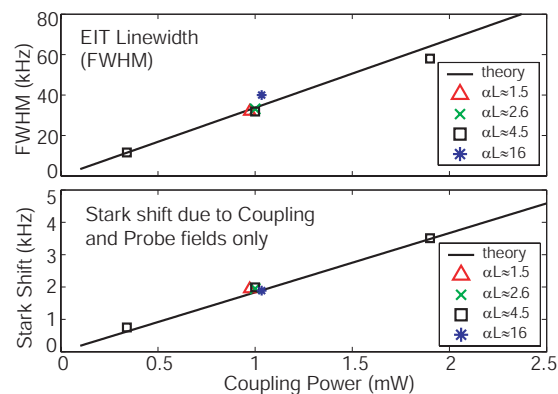 80
60
40
20
0
FWHM (kHz)
EIT Linewidth
(FWHM)
theory
αL≈1.5
αL≈2.6
αL≈4.5
αL≈16
5
4
3
2
1
0
Stark Shift (kHz)
Stark shift due to Coupling
and Probe fields only
theory
αL≈1.5
αL≈2.6
αL≈4.5
αL≈16
0 0.5 1 1.5 2 2.5
Coupling Power (mW)